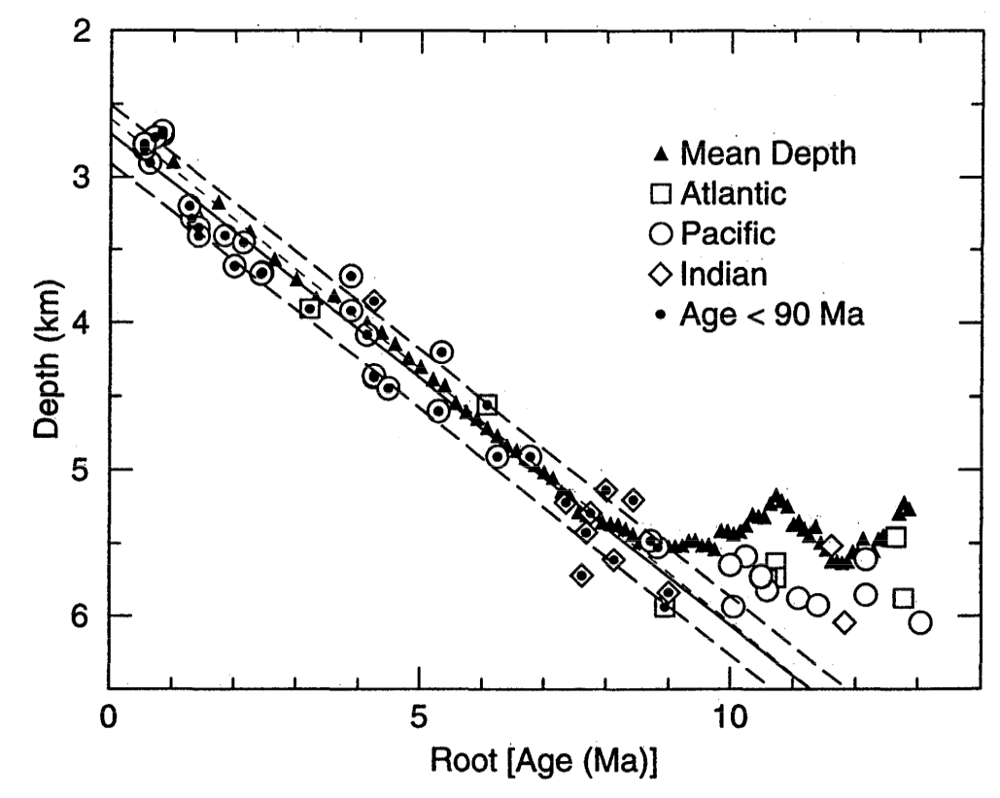 2
3
4
5
6
Depth (km)
Mean Depth
Atlantic
Pacific
Indian
Age < 90 Ma
0
5
10
Root [Age (Ma)]